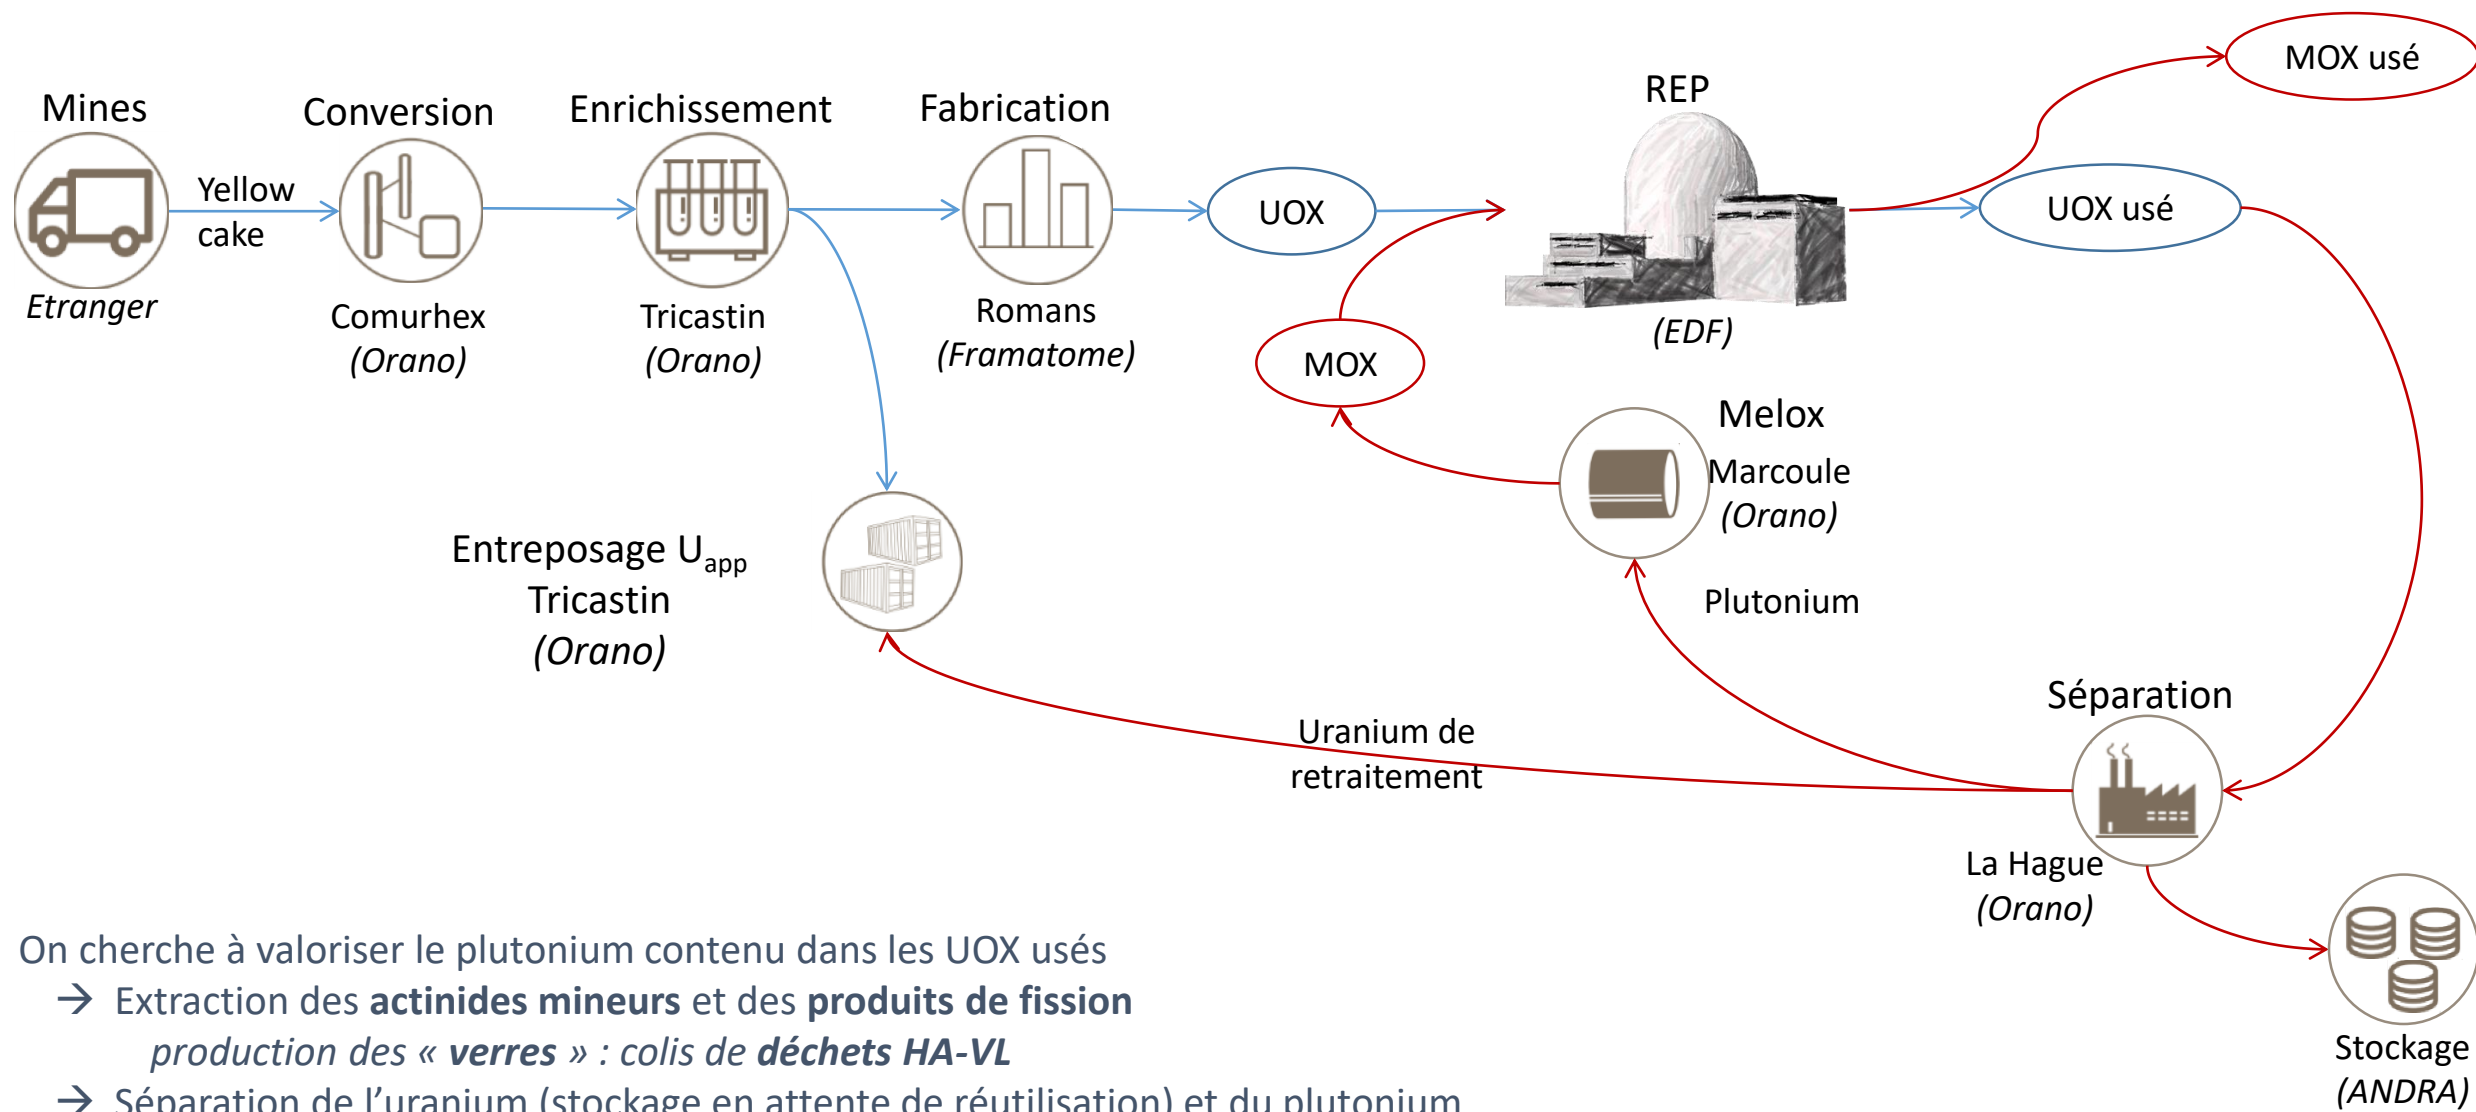 MOX usé
REP
Mines
Conversion
Enrichissement
Fabrication
Yellow
cake
UOX
UOX usé
Etranger
Comurhex
(Orano)
Tricastin
(Orano)
Romans
(Framatome)
(EDF)
MOX
Melox
Marcoule
(Orano)
Entreposage Uapp
Tricastin
(Orano)
Plutonium
Séparation
Uranium de
retraitement
La Hague
(Orano)
Stockage
(ANDRA)
On cherche à valoriser le plutonium contenu dans les UOX usés
→ Extraction des actinides mineurs et des produits de fission
production des « verres » : colis de déchets HA-VL
→ Séparation de l'uranium (stockage en attente de réutilisation) et du plutonium